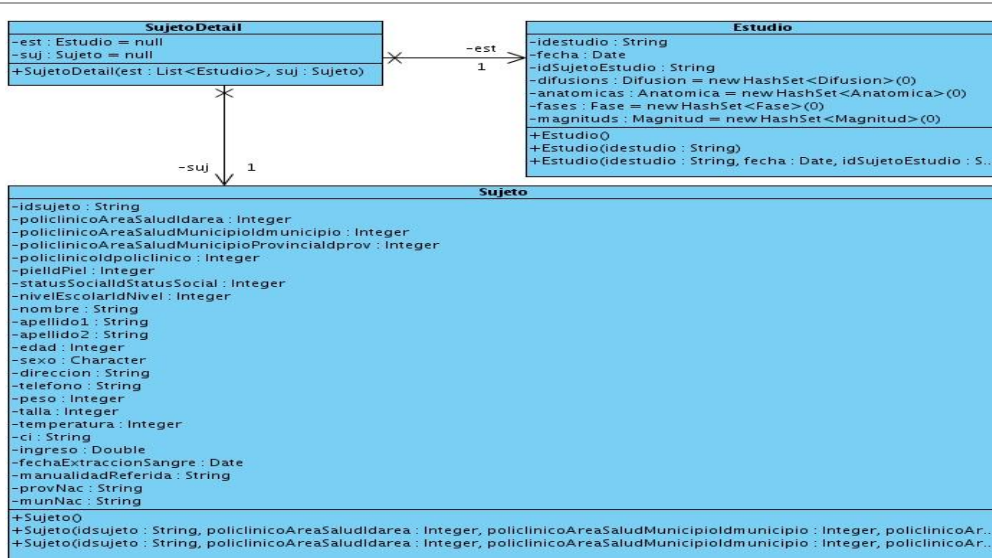 SujetoDetail
-est : Estudio = null
-suj : Sujeto = null
+SujetoDetail(est : List<Estudio>, suj : Sujeto)
-est
1
Estudio
-idestudio : String
-fecha : Date
-idSujetoEstudio : String
-difusions : Difusion = new HashSet<Difusion>(0)
-anatomicas : Anatomica = new HashSet<Anatomica>(0)
-fases : Fase = new HashSet<Fase>(0)
-magnituds : Magnitud = new HashSet<Magnitud>(0)
+Estudio()
+Estudio(idestudio : String)
+Estudio(idestudio : String, fecha : Date, idSujetoEstudio : S...
-suj 1
Sujeto
-idsujeto : String
-policlinicoAreaSaludIdarea : Integer
-policlinicoAreaSaludMunicipioIdmunicipio : Integer
-policlinicoAreaSaludMunicipioProvinciaIdprov : Integer
-policlinicoIdpoliclinico : Integer
-pielIdPiel : Integer
-statusSocialIdStatusSocial : Integer
-nivelEscolarIdNivel : Integer
-nombre : String
-apellido1 : String
-apellido2 : String
-edad : Integer
-sexo : Character
-direccion : String
-telefono : String
-peso : Integer
-talla : Integer
-temperatura : Integer
-ci : String
-ingreso : Double
-fechaExtraccionSangre : Date
-manualidadReferida : String
-provNac : String
-munNac : String
+Sujeto()
+Sujeto(idsujeto : String, policlinicoAreaSaludIdarea : Integer, policlinicoAreaSaludMunicipioIdmunicipio : Integer, policlinicoAr...
+Sujeto(idsujeto : String, policlinicoAreaSaludIdarea : Integer, policlinicoAreaSaludMunicipioIdmunicipio : Integer, policlinicoAr...